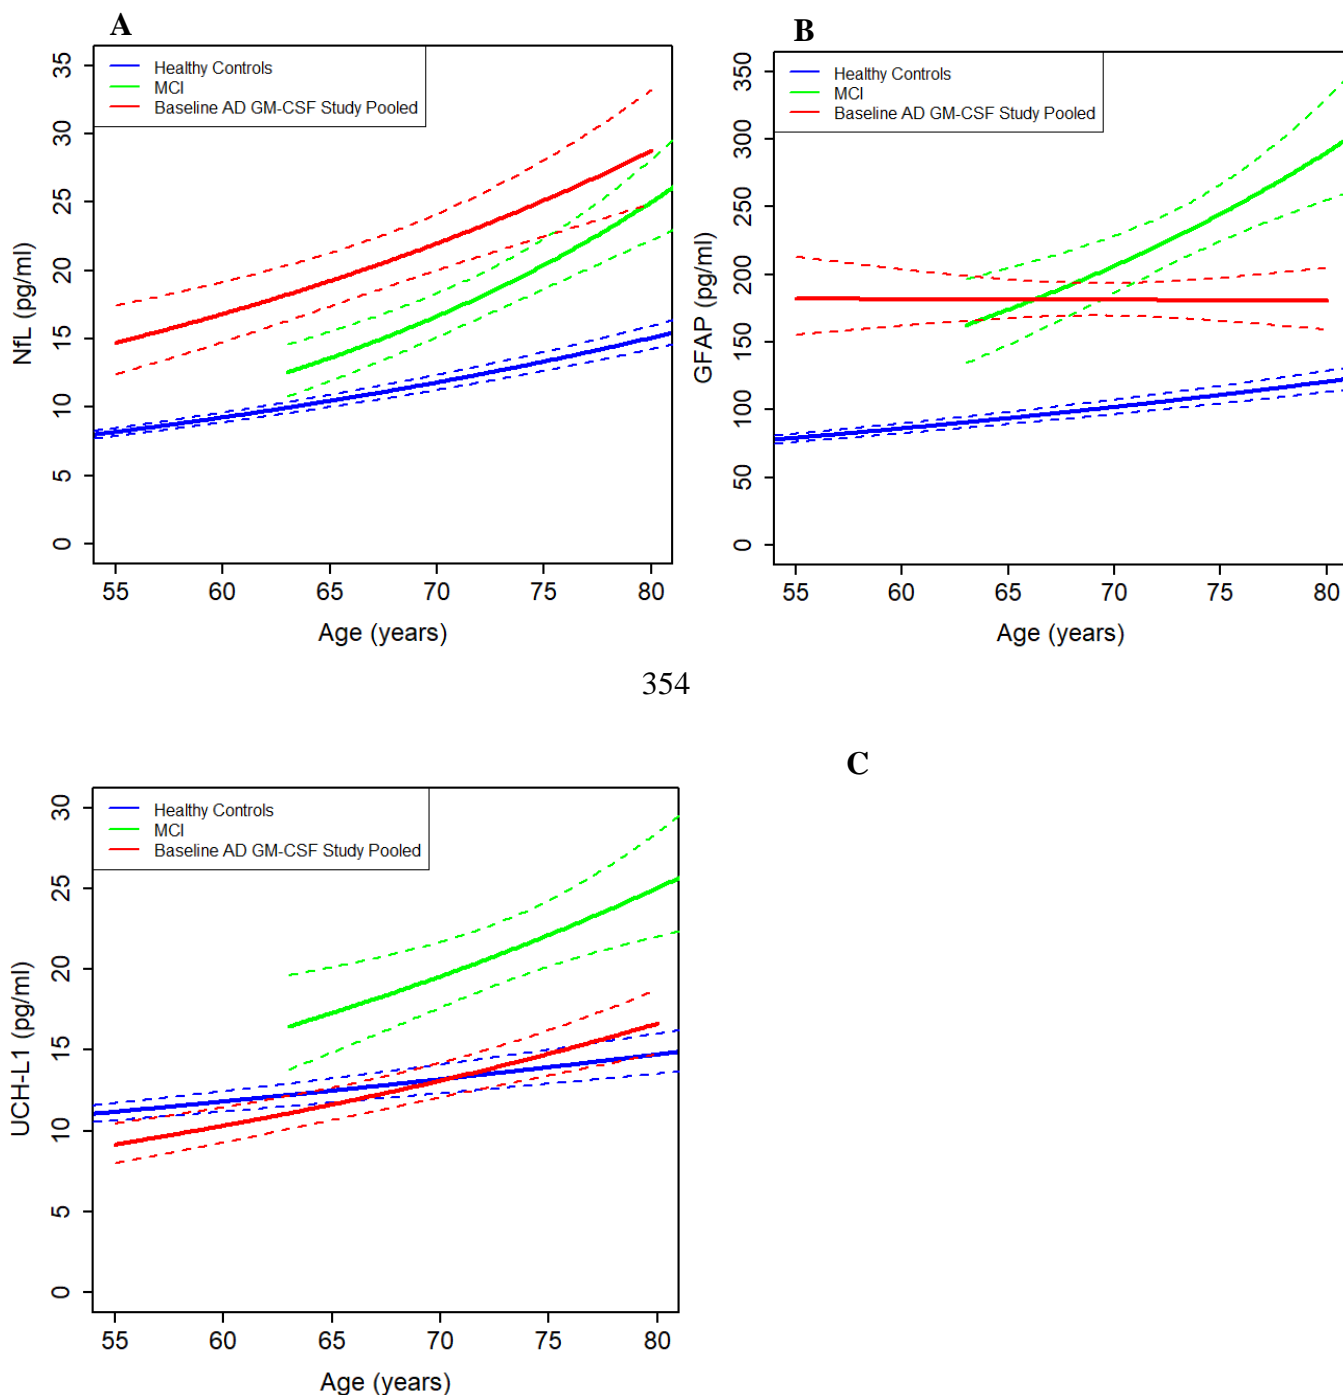 A
Healthy Controls
MCI
Baseline AD GM-CSF Study Pooled
NfL (pg/ml)
35
30
25
20
15
10
5
0
55 60 65 70 75 80
Age (years)
B
Healthy Controls
MCI
Baseline AD GM-CSF Study Pooled
GFAP (pg/ml)
350
300
250
200
150
100
50
0
55 60 65 70 75 80
Age (years)
354
C
Healthy Controls
MCI
Baseline AD GM-CSF Study Pooled
UCH-L1 (pg/ml)
30
25
20
15
10
5
0
55 60 65 70 75 80
Age (years)